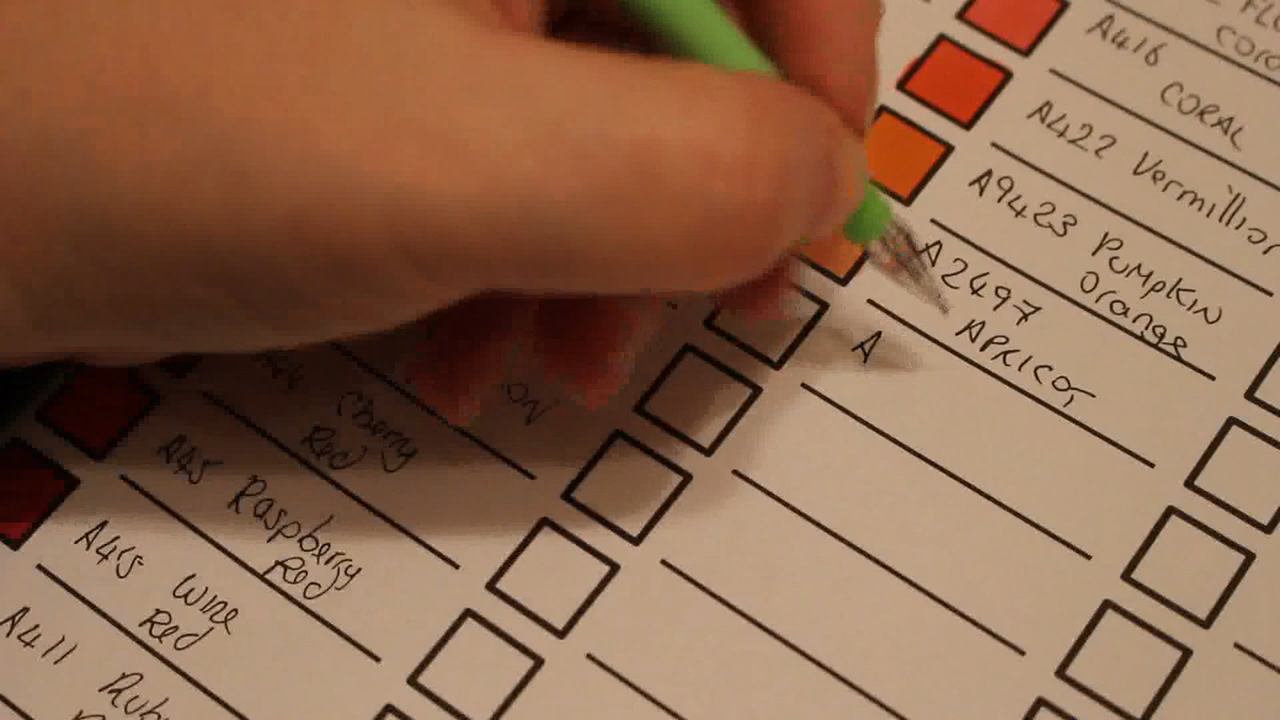 A416 CORAL
A422 Vermillion
A9423 PUMPKIN
Orange
A2497
APRICOT
A
Cherry
Red
A45 Raspberry
Red
A415 Wine
Red
A411